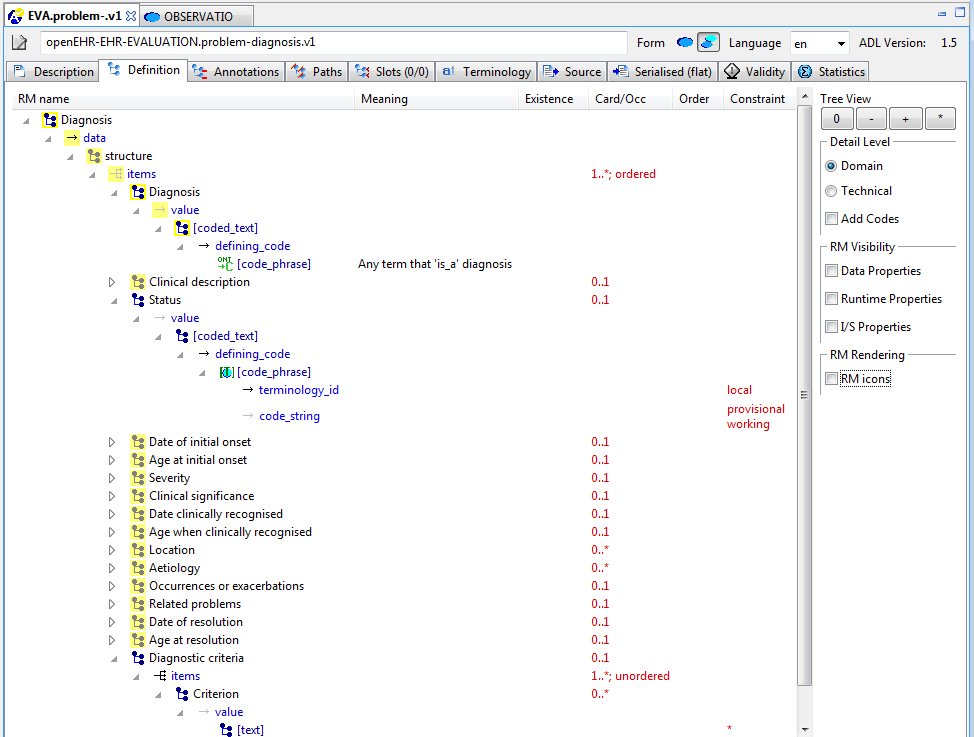 EVA.problem-.v1 OBSERVATIO
openEHR-EHR-EVALUATION.problem-diagnosis.v1 Form Language en ADL Version: 1.5
Description Definition Annotations Paths Slots (0/0) Terminology Source Serialised (flat) Validity Statistics
RM name Meaning Existence Card/Occ Order Constraint
Diagnosis
data
structure
items 1..*; ordered
Diagnosis
value
[coded_text]
defining_code
ONT [code_phrase] Any term that 'is_a' diagnosis
Clinical description 0..1
Status 0..1
value
[coded_text]
defining_code
[code_phrase]
terminology_id local
code_string provisional
working
Date of initial onset 0..1
Age at initial onset 0..1
Severity 0..1
Clinical significance 0..1
Date clinically recognised 0..1
Age when clinically recognised 0..1
Location 0..*
Aetiology 0..*
Occurrences or exacerbations 0..1
Related problems 0..1
Date of resolution 0..1
Age at resolution 0..1
Diagnostic criteria 0..1
items 1..*; unordered
Criterion 0..*
value
[text] *
Tree View
0 - + *
Detail Level
Domain
Technical
Add Codes
RM Visibility
Data Properties
Runtime Properties
I/S Properties
RM Rendering
RM icons